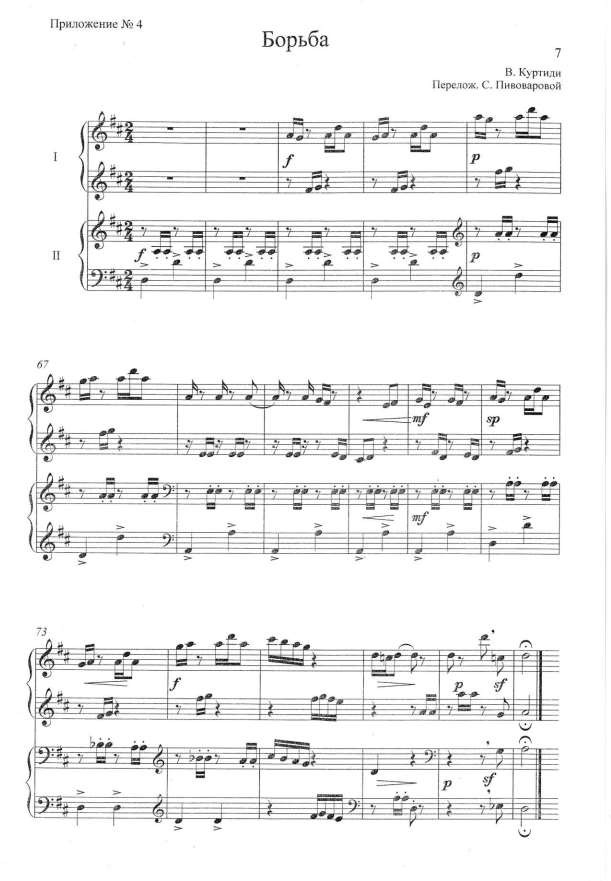 Приложение № 4
Борьба
7
В. Куртиди
Перелож. С. Пивоваровой
I
f
p
II
f
p
67
mf
sp
mf
73
f
p
sf
p
sf